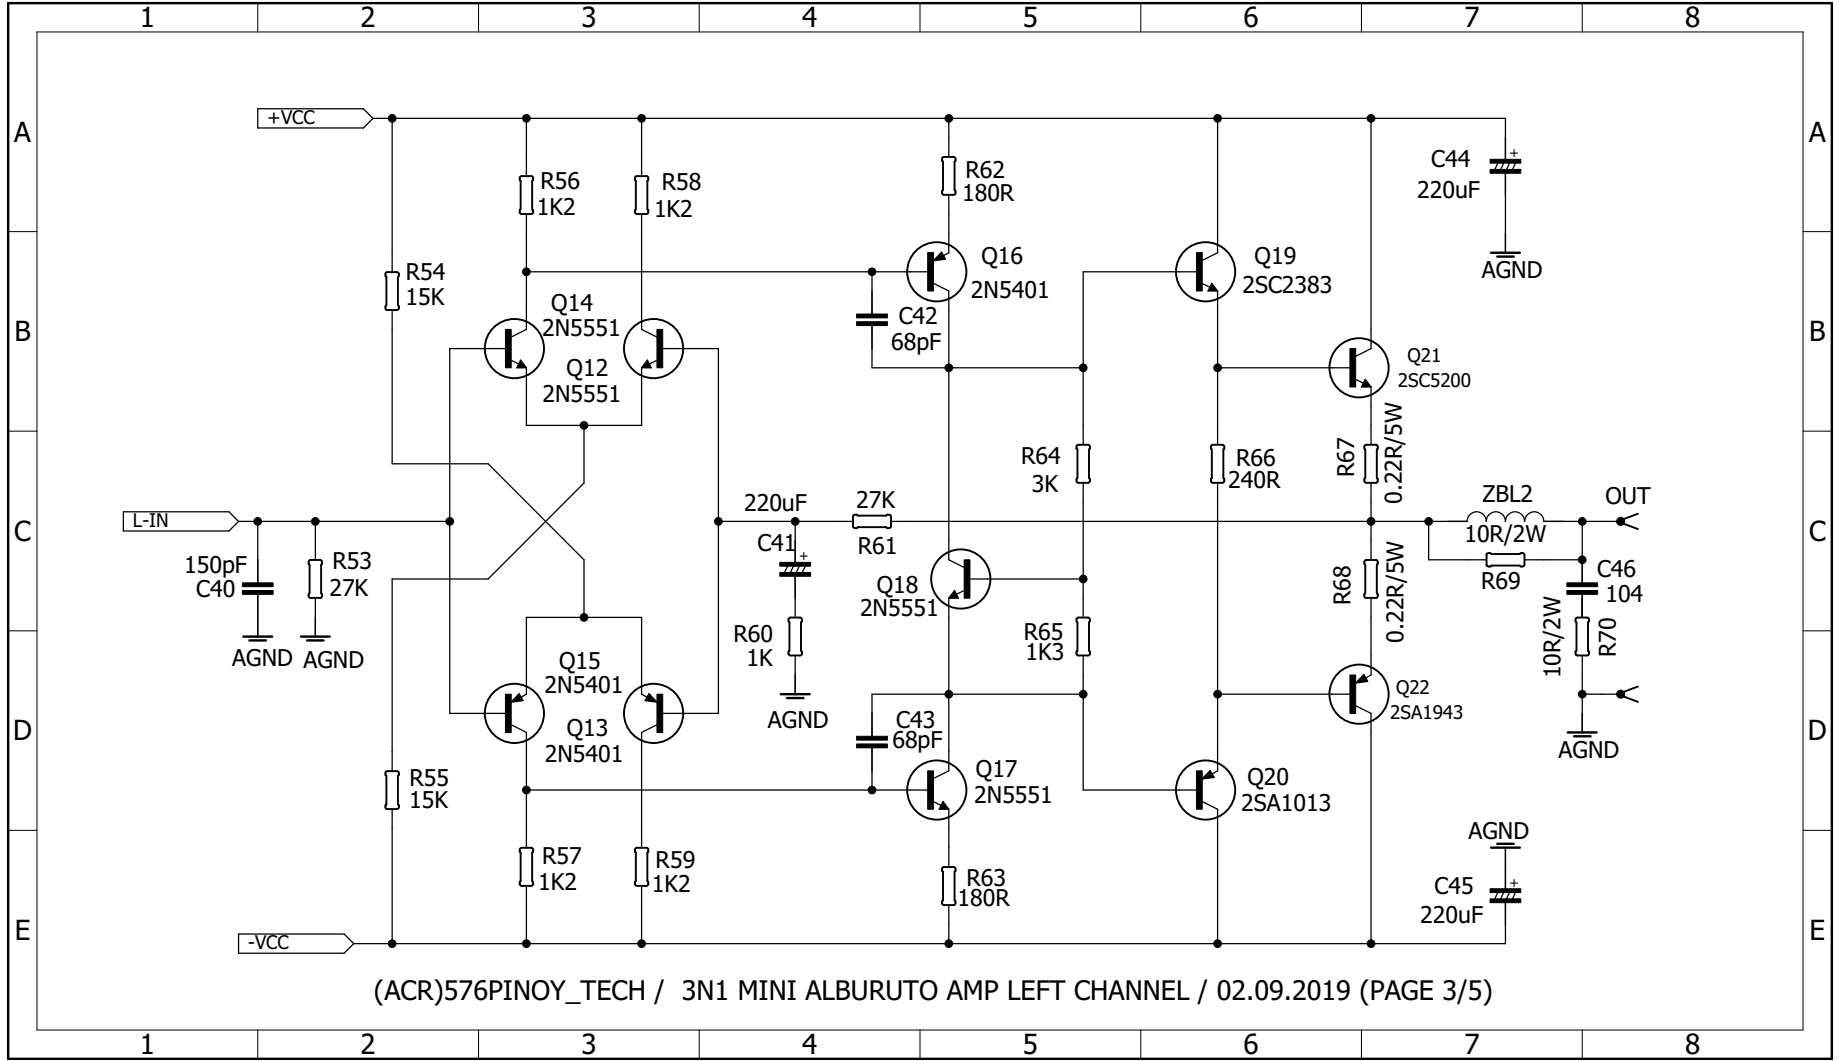 1 2 3 4 5 6 7 8
A A
+VCC
R56
1K2
R58
1K2
R62
180R
C44
+
220uF
AGND
B B
R54
15K
Q14
2N5551
Q12
2N5551
Q16
2N5401
C42
68pF
Q19
2SC2383
Q21
2SC5200
R67
0.22R/5W
C C
L-IN
150pF
C40
AGND
R53
27K
AGND
220uF
C41
+
27K
R61
R60
1K
AGND
R64
3K
Q18
2N5551
R65
1K3
R66
240R
R68
0.22R/5W
ZBL2
10R/2W
R69
OUT
C46
104
10R/2W
R70
AGND
D D
Q15
2N5401
Q13
2N5401
C43
68pF
Q17
2N5551
Q20
2SA1013
Q22
2SA1943
R55
15K
E E
R57
1K2
R59
1K2
R63
180R
AGND
C45
+
220uF
-VCC
(ACR)576PINOY_TECH / 3N1 MINI ALBURUTO AMP LEFT CHANNEL / 02.09.2019 (PAGE 3/5)
1 2 3 4 5 6 7 8